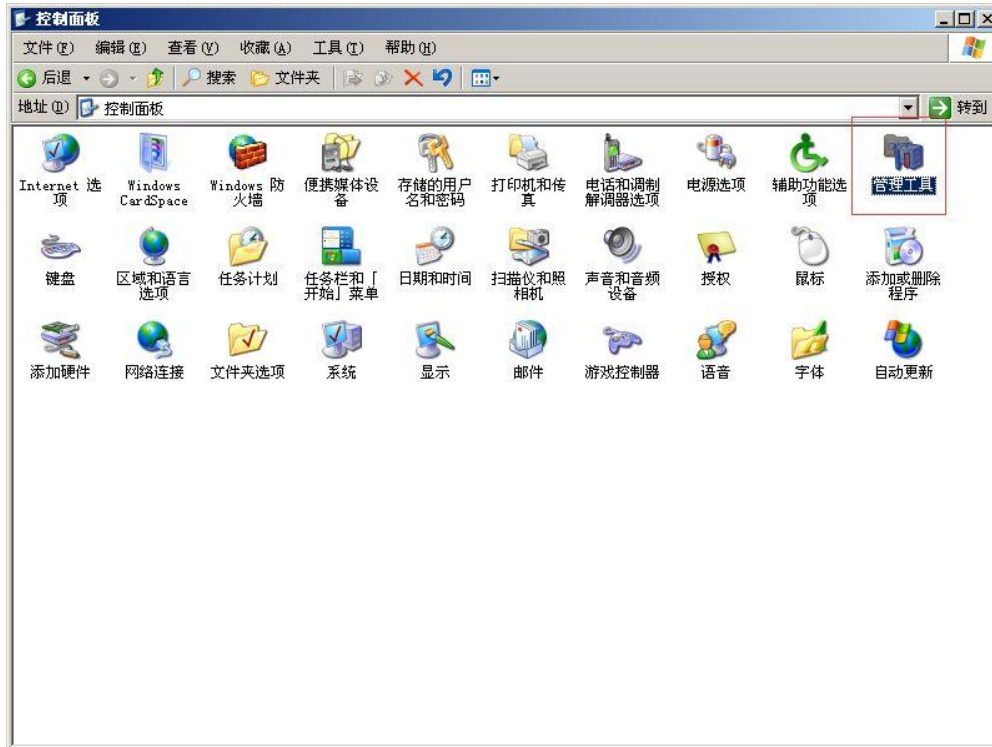 控制面板
文件(F) 编辑(E) 查看(V) 收藏(A) 工具(T) 帮助(H)
后退 搜索 文件夹
地址(D) 控制面板 转到
Internet 选项
Windows CardSpace
Windows 防火墙
便携媒体设备
存储的用户名和密码
打印机和传真
电话和调制解调器选项
电源选项
辅助功能选项
管理工具
键盘
区域和语言选项
任务计划
任务栏和「开始」菜单
日期和时间
扫描仪和照相机
声音和音频设备
授权
鼠标
添加或删除程序
添加硬件
网络连接
文件夹选项
系统
显示
邮件
游戏控制器
语音
字体
自动更新